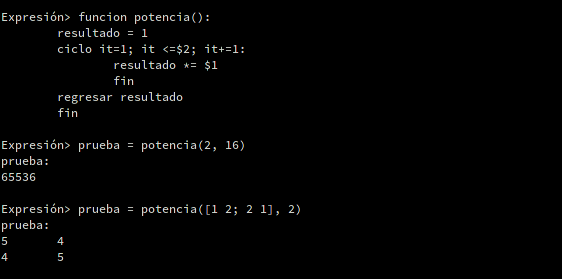 Expresión> funcion potencia():
resultado = 1
ciclo it=1; it <=$2; it+=1:
resultado *= $1
fin
regresar resultado
fin
Expresión> prueba = potencia(2, 16)
prueba:
65536
Expresión> prueba = potencia([1 2; 2 1], 2)
prueba:
5 4
4 5